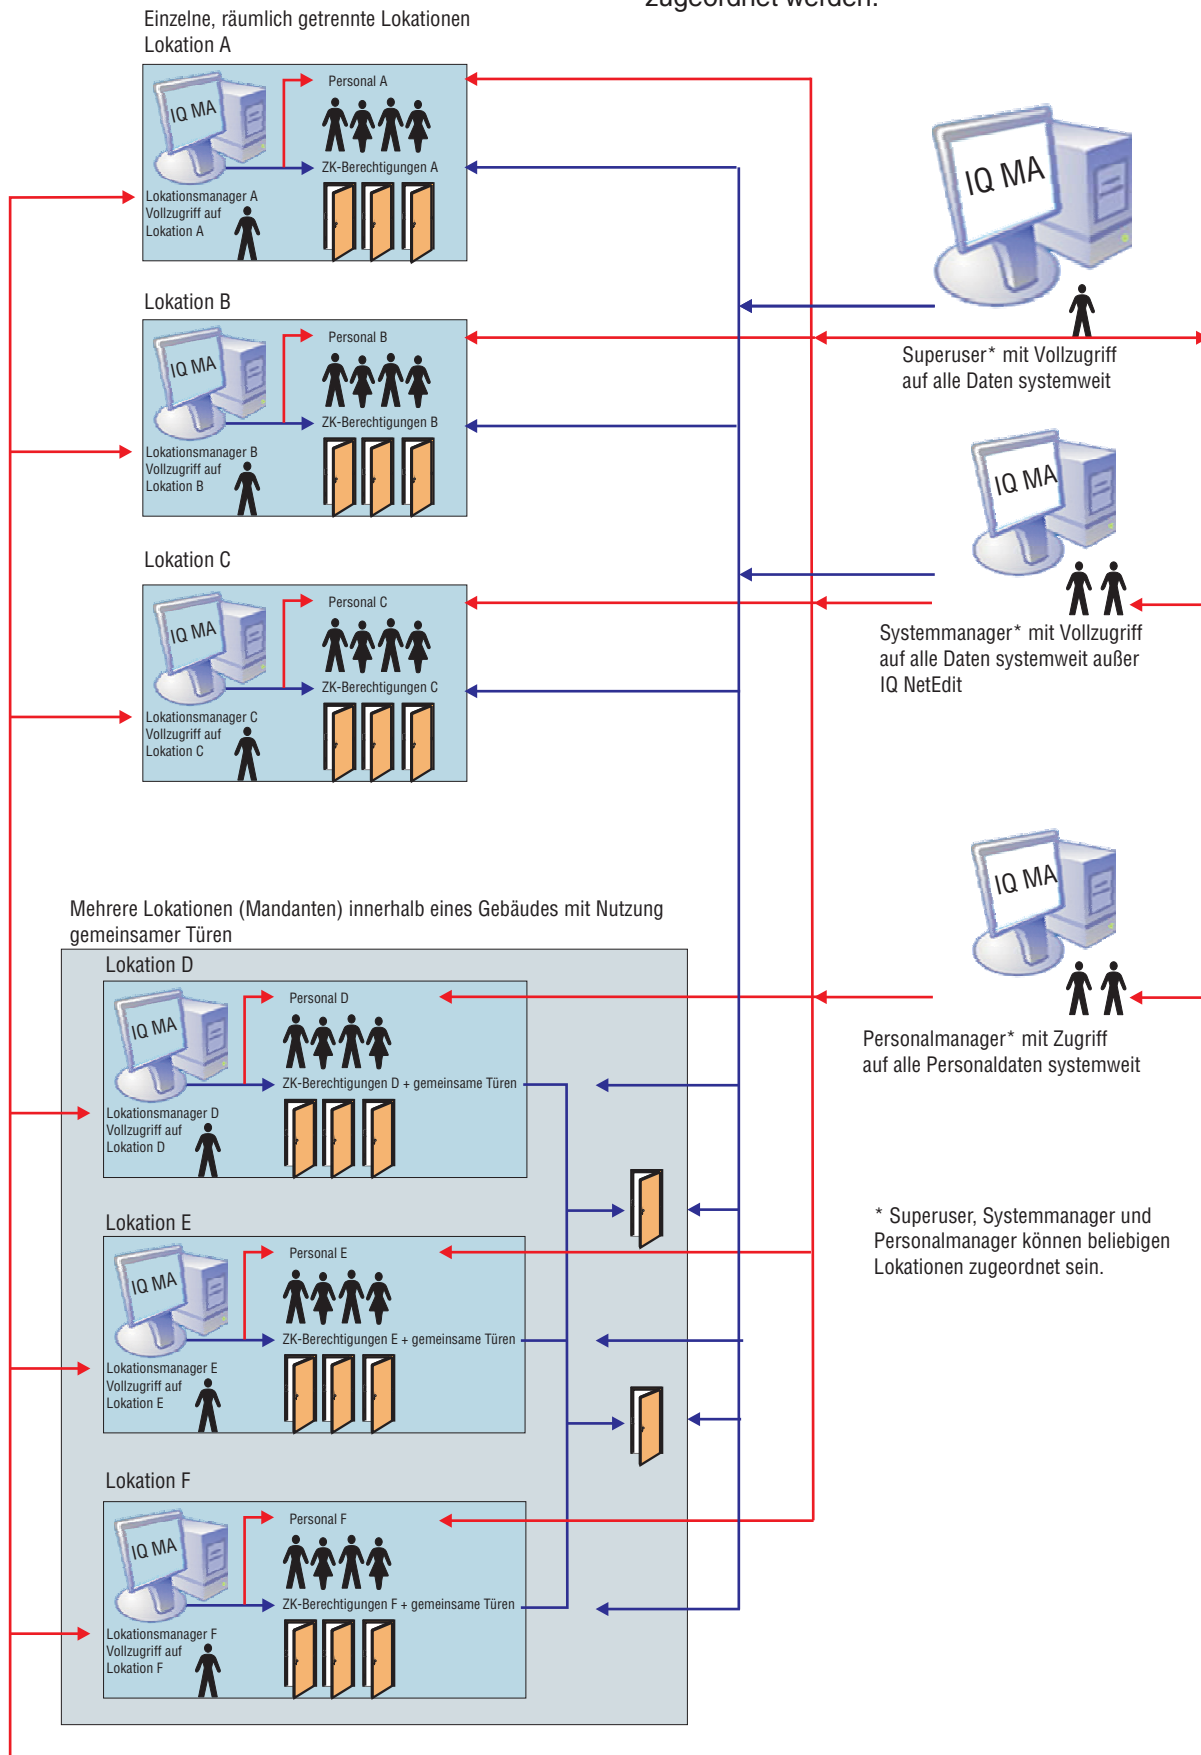 zugeordnet werden.
Einzelne, räumlich getrennte Lokationen
Lokation A
IQ MA
Personal A
ZK-Berechtigungen A
Lokationsmanager A
Vollzugriff auf
Lokation A
IQ MA
Superuser* mit Vollzugriff
auf alle Daten systemweit
Lokation B
IQ MA
Personal B
ZK-Berechtigungen B
Lokationsmanager B
Vollzugriff auf
Lokation B
IQ MA
Systemmanager* mit Vollzugriff
auf alle Daten systemweit außer
IQ NetEdit
Lokation C
IQ MA
Personal C
ZK-Berechtigungen C
Lokationsmanager C
Vollzugriff auf
Lokation C
IQ MA
Personalmanager* mit Zugriff
auf alle Personaldaten systemweit
Mehrere Lokationen (Mandanten) innerhalb eines Gebäudes mit Nutzung
gemeinsamer Türen
Lokation D
IQ MA
Personal D
ZK-Berechtigungen D + gemeinsame Türen
Lokationsmanager D
Vollzugriff auf
Lokation D
* Superuser, Systemmanager und
Personalmanager können beliebigen
Lokationen zugeordnet sein.
Lokation E
IQ MA
Personal E
ZK-Berechtigungen E + gemeinsame Türen
Lokationsmanager E
Vollzugriff auf
Lokation E
Lokation F
IQ MA
Personal F
ZK-Berechtigungen F + gemeinsame Türen
Lokationsmanager F
Vollzugriff auf
Lokation F